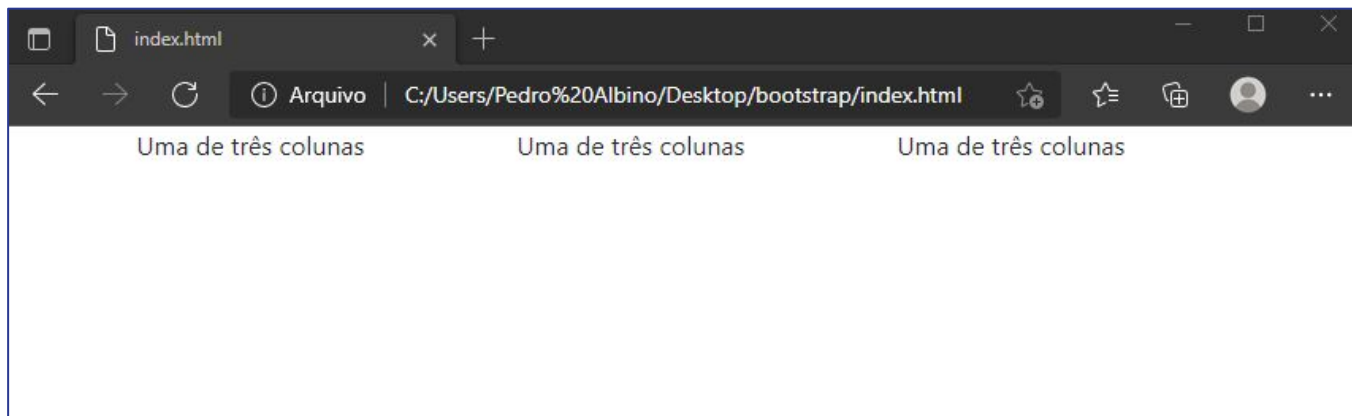 index.html
Arquivo C:/Users/Pedro%20Albino/Desktop/bootstrap/index.html
Uma de três colunas Uma de três colunas Uma de três colunas